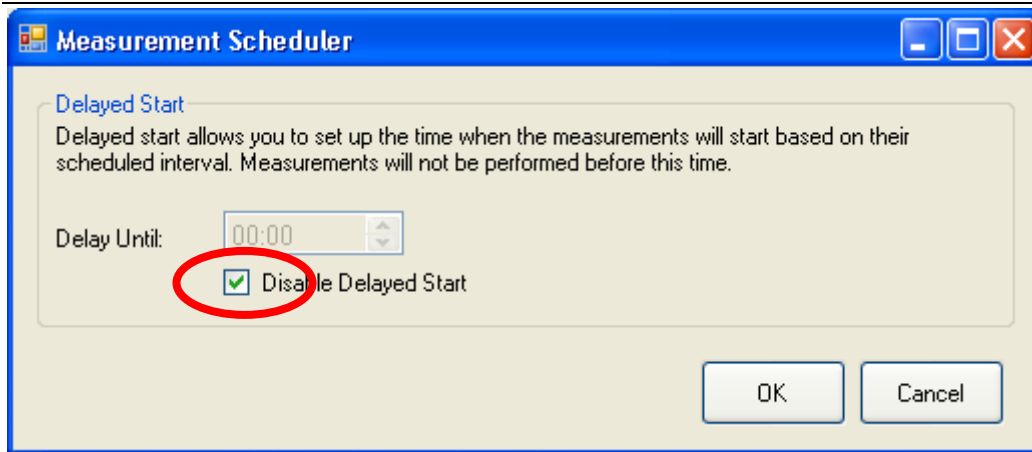 Measurement Scheduler
Delayed Start
Delayed start allows you to set up the time when the measurements will start based on their
scheduled interval. Measurements will not be performed before this time.
Delay Until:
00:00
Disable Delayed Start
OK
Cancel